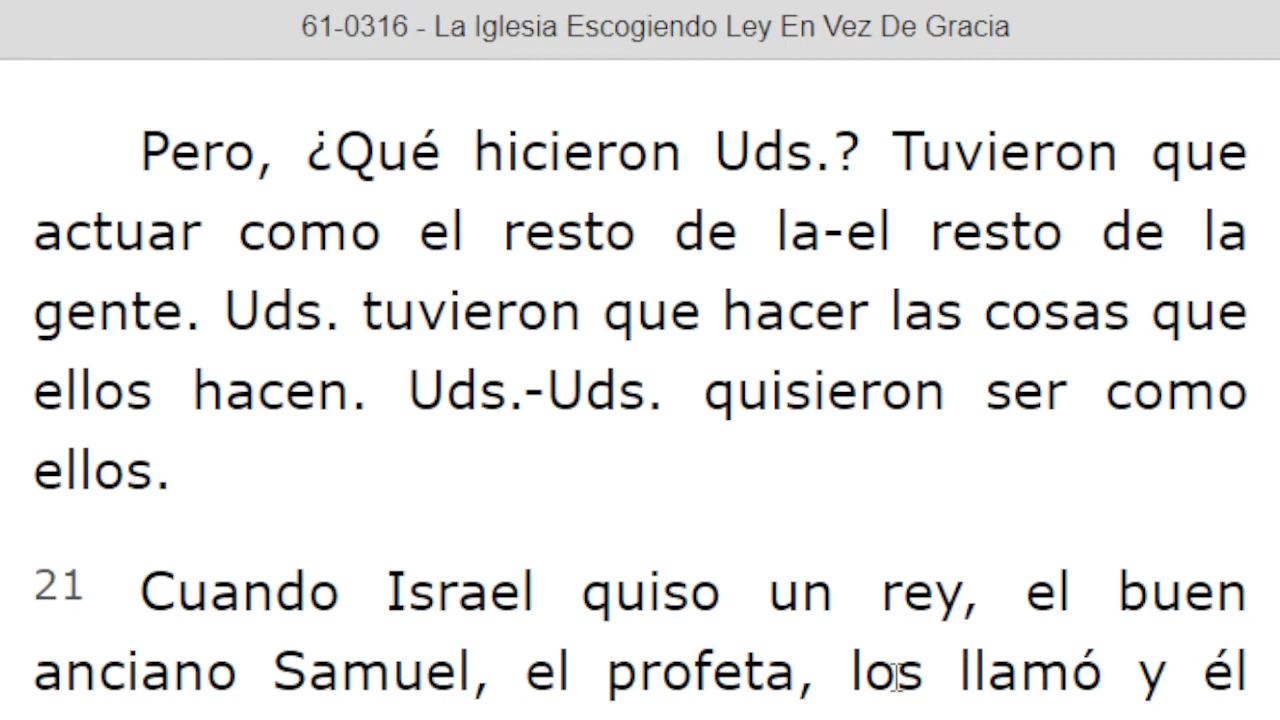 61-0316 - La Iglesia Escogiendo Ley En Vez De Gracia
Pero, ¿Qué hicieron Uds.? Tuvieron que
actuar como el resto de la-el resto de la
gente. Uds. tuvieron que hacer las cosas que
ellos hacen. Uds.-Uds. quisieron ser como
ellos.
21 Cuando Israel quiso un rey, el buen
anciano Samuel, el profeta, los llamó y él